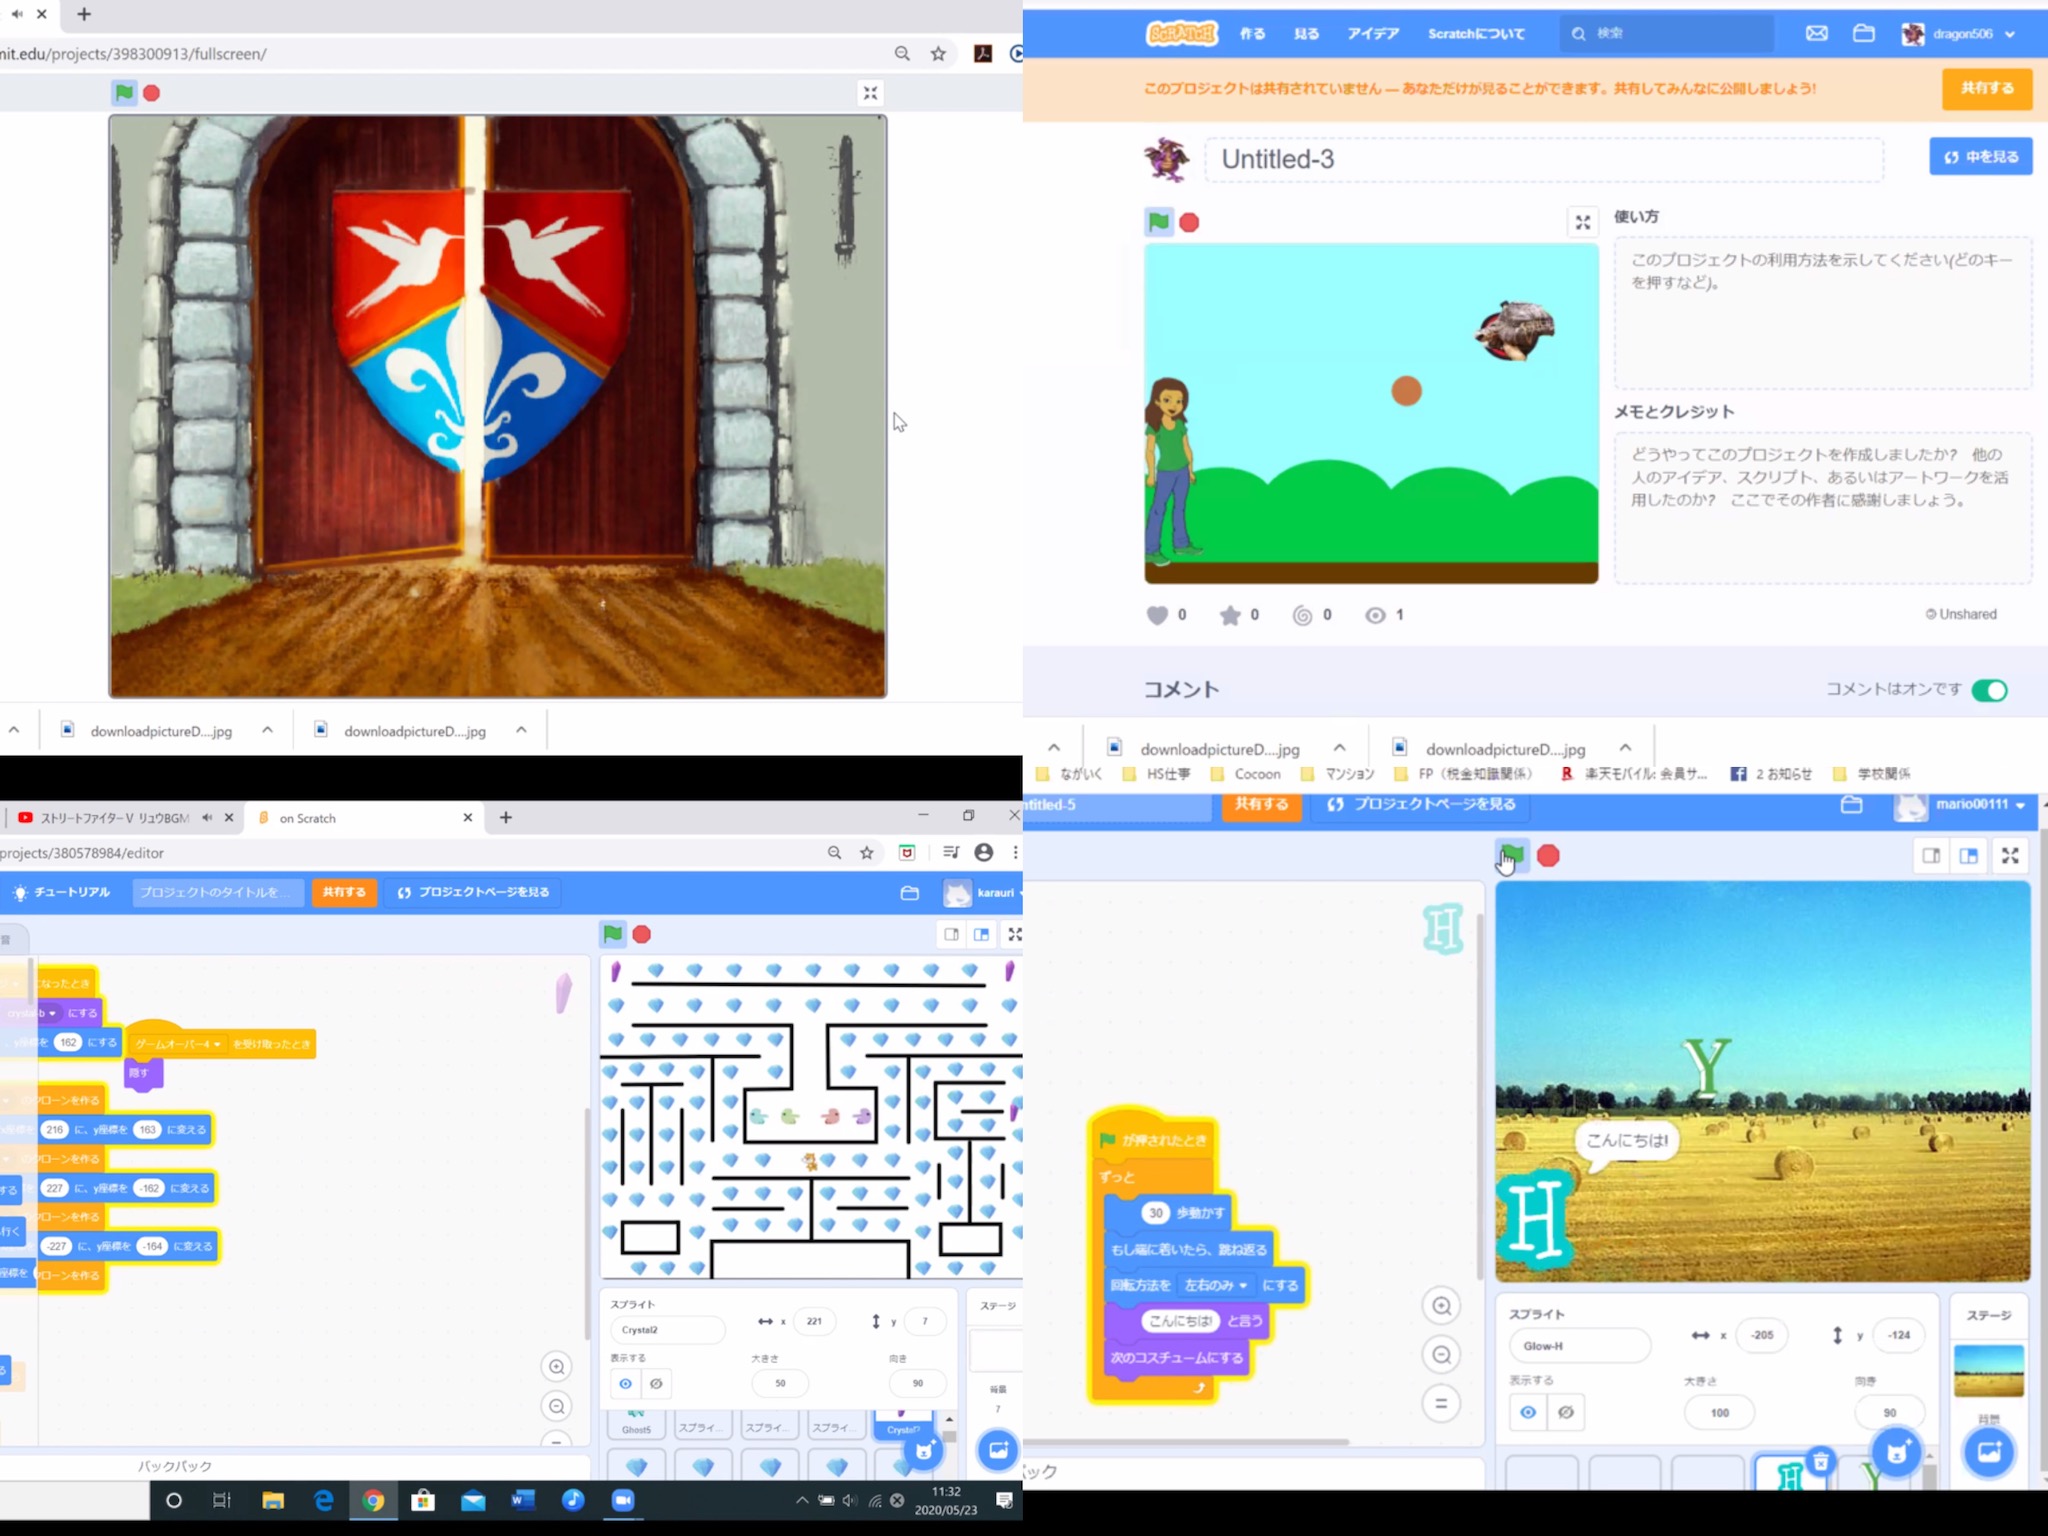 nit.edu/projects/398300913/fullscreen/
downloadpictureD....jpg
downloadpictureD....jpg
SCRATCH
作る
見る
アイデア
Scratchについて
検索
dragon506
このプロジェクトは共有されていません — あなただけが見ることができます。共有してみんなに公開しましょう!
共有する
Untitled-3
中を見る
使い方
このプロジェクトの利用方法を示してください(どのキー
を押すなど)。
メモとクレジット
どうやってこのプロジェクトを作成しましたか? 他の
人のアイデア、スクリプト、あるいはアートワークを活
用したのか? ここでその作者に感謝しましょう。
0
0
0
1
Unshared
コメント
コメントはオンです
downloadpictureD....jpg
downloadpictureD....jpg
ながいく
HS仕事
Cocoon
マンション
FP(税金知識関係)
楽天モバイル: 会員サ...
2 お知らせ
学校関係
ストリートファイターV リュウBGM
on Scratch
projects/380578984/editor
チュートリアル
プロジェクトのタイトルを...
共有する
プロジェクトページを見る
karauri
音
なったとき
crystal-b
にする
、y座標を 162 にする
ゲームオーバー4 を受け取ったとき
隠す
のクローンを作る
x座標を 216 に、y座標を 163 に変える
クローンを作る
する
227 に、y座標を -162 に変える
クローンを作る
行く
-227 に、y座標を -164 に変える
座標を
クローンを作る
バックパック
スプライト
Crystal2
x 221
y 7
表示する
大きさ
50
向き
90
ステージ
背景
7
Ghost5
スプライ...
スプライ...
スプライ...
Crystal2
11:32
2020/05/23
ntitled-5
共有する
プロジェクトページを見る
mario00111
H
が押されたとき
ずっと
30 歩動かす
もし端に着いたら、跳ね返る
回転方法を 左右のみ にする
こんにちは! と言う
次のコスチュームにする
ック
Y
こんにちは!
H
スプライト
Glow-H
x -205
y -124
表示する
大きさ
100
向き
90
ステージ
背景
H
Y